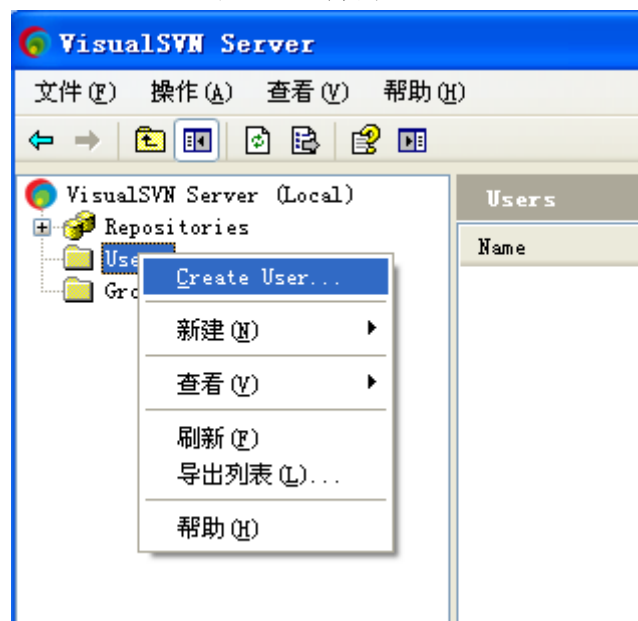 VisualSVN Server
文件(F) 操作(A) 查看(V) 帮助(H)
VisualSVN Server (Local)
Repositories
Users
Name
Create User...
新建(N)
查看(V)
刷新(F)
导出列表(L)...
帮助(H)